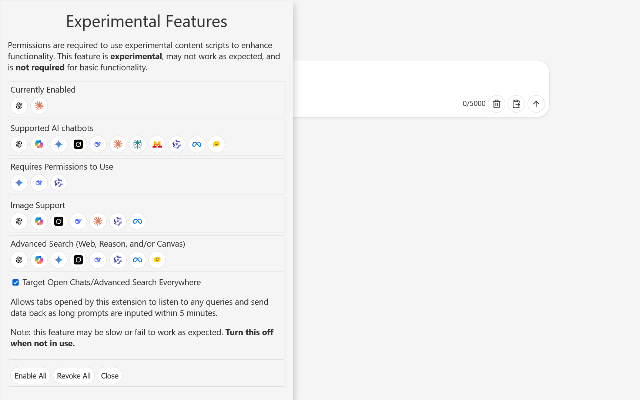 Experimental Features
Permissions are required to use experimental content scripts to enhance
functionality. This feature is experimental, may not work as expected, and
is not required for basic functionality.
Currently Enabled
Supported AI chatbots
Requires Permissions to Use
Image Support
Advanced Search (Web, Reason, and/or Canvas)
Target Open Chats/Advanced Search Everywhere
Allows tabs opened by this extension to listen to any queries and send
data back as long prompts are inputed within 5 minutes.
Note: this feature may be slow or fail to work as expected. Turn this off
when not in use.
Enable All Revoke All Close
0/5000